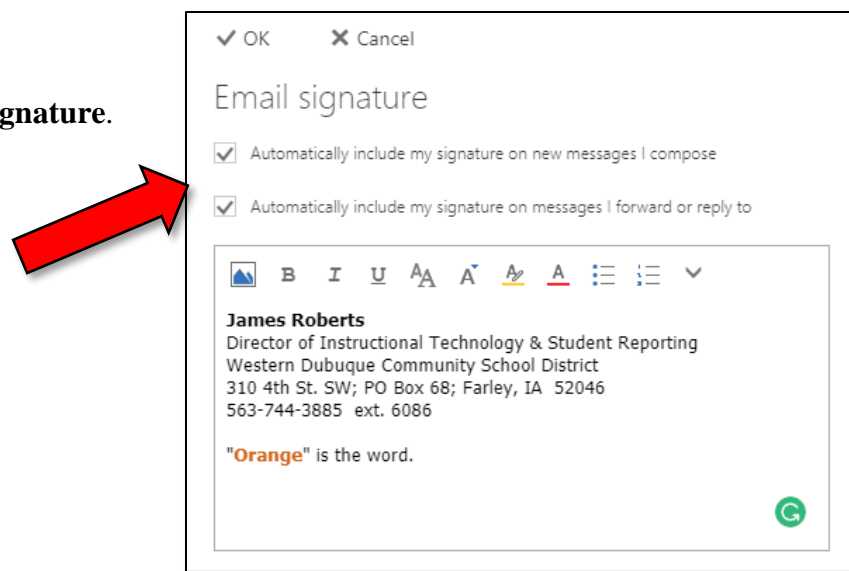 OK Cancel
Email signature
gnature.
Automatically include my signature on new messages I compose
Automatically include my signature on messages I forward or reply to
B I U AA A A A
James Roberts
Director of Instructional Technology & Student Reporting
Western Dubuque Community School District
310 4th St. SW; PO Box 68; Farley, IA 52046
563-744-3885 ext. 6086
"Orange" is the word.